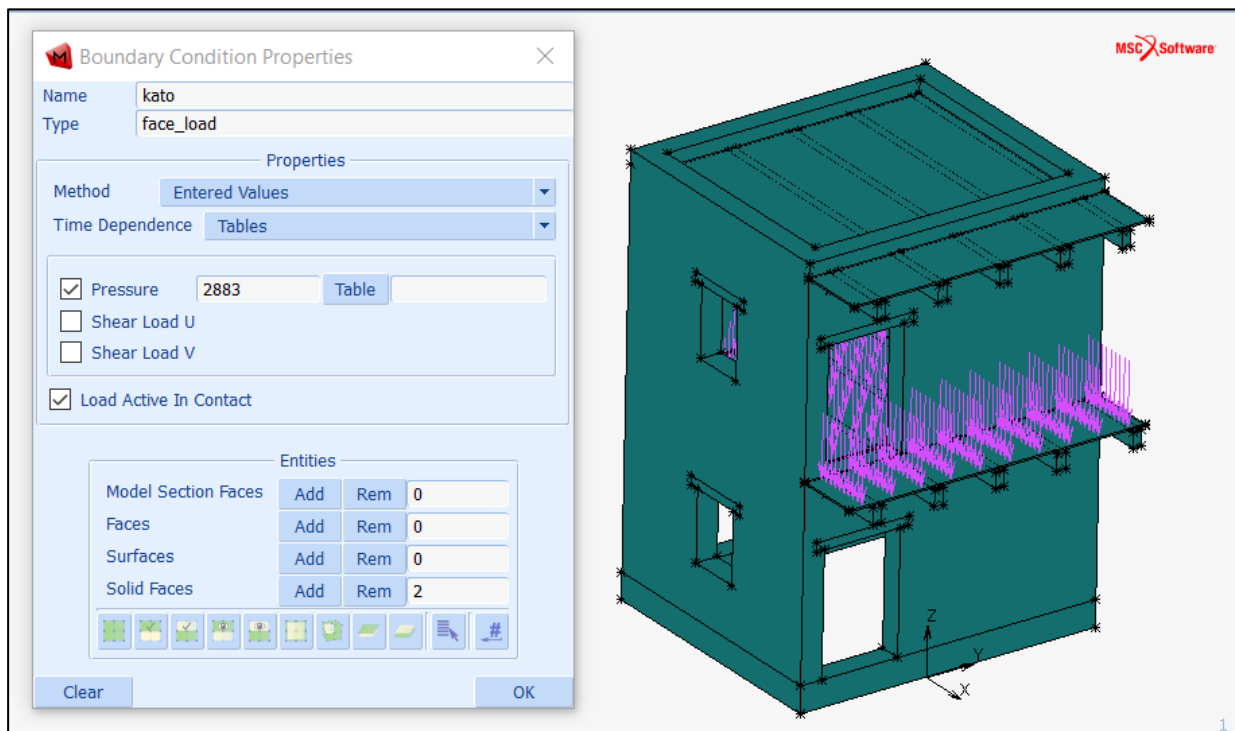 Boundary Condition Properties
Name kato
Type face_load
Properties
Method Entered Values
Time Dependence Tables
Pressure 2883 Table
Shear Load U
Shear Load V
Load Active In Contact
Entities
Model Section Faces Add Rem 0
Faces Add Rem 0
Surfaces Add Rem 0
Solid Faces Add Rem 2
#
Clear OK
MSC Software
Z
Y
X
1